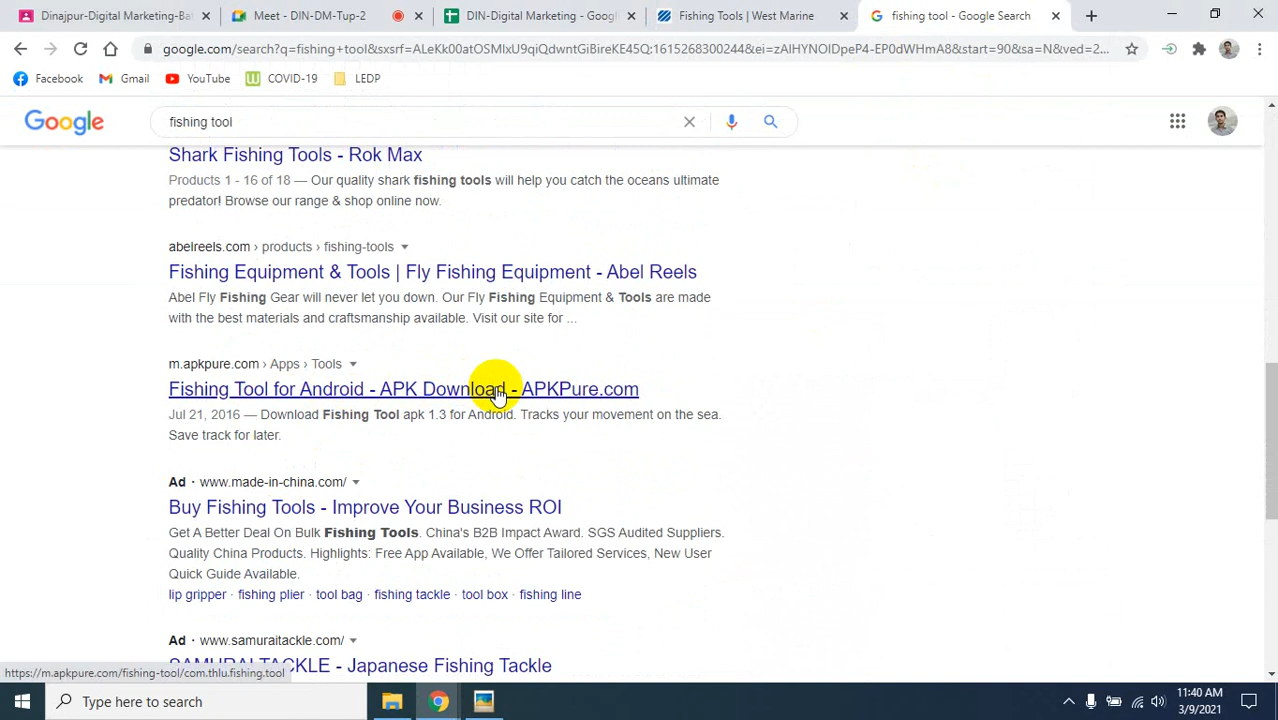 Dinajpur-Digital Marketing-Bat
Meet - DIN-DM-Tup-2
DIN-Digital Marketing - Googl
Fishing Tools | West Marine
fishing tool - Google Search
google.com/search?q=fishing+tool&sxsrf=ALeKk00atOSMIxU9qiQdwntGiBireKE45Q:1615268300244&ei=zAlHYNOIDpeP4-EP0dWHmA8&start=90&sa=N&ved=2...
Facebook
Gmail
YouTube
COVID-19
LEDP
Google
fishing tool
Shark Fishing Tools - Rok Max
Products 1 - 16 of 18 — Our quality shark fishing tools will help you catch the oceans ultimate
predator! Browse our range & shop online now.
abelreels.com › products › fishing-tools
Fishing Equipment & Tools | Fly Fishing Equipment - Abel Reels
Abel Fly Fishing Gear will never let you down. Our Fly Fishing Equipment & Tools are made
with the best materials and craftsmanship available. Visit our site for ...
m.apkpure.com › Apps › Tools
Fishing Tool for Android - APK Download - APKPure.com
Jul 21, 2016 — Download Fishing Tool apk 1.3 for Android. Tracks your movement on the sea.
Save track for later.
Ad · www.made-in-china.com/
Buy Fishing Tools - Improve Your Business ROI
Get A Better Deal On Bulk Fishing Tools. China's B2B Impact Award. SGS Audited Suppliers.
Quality China Products. Highlights: Free App Available, We Offer Tailored Services, New User
Quick Guide Available.
lip gripper · fishing plier · tool bag · fishing tackle · tool box · fishing line
Ad · www.samuraitackle.com/
SAMURAI TACKLE - Japanese Fishing Tackle
https://m.apkpure.com/fishing-tool/com.thlu.fishing.tool
Type here to search
11:40 AM
3/9/2021